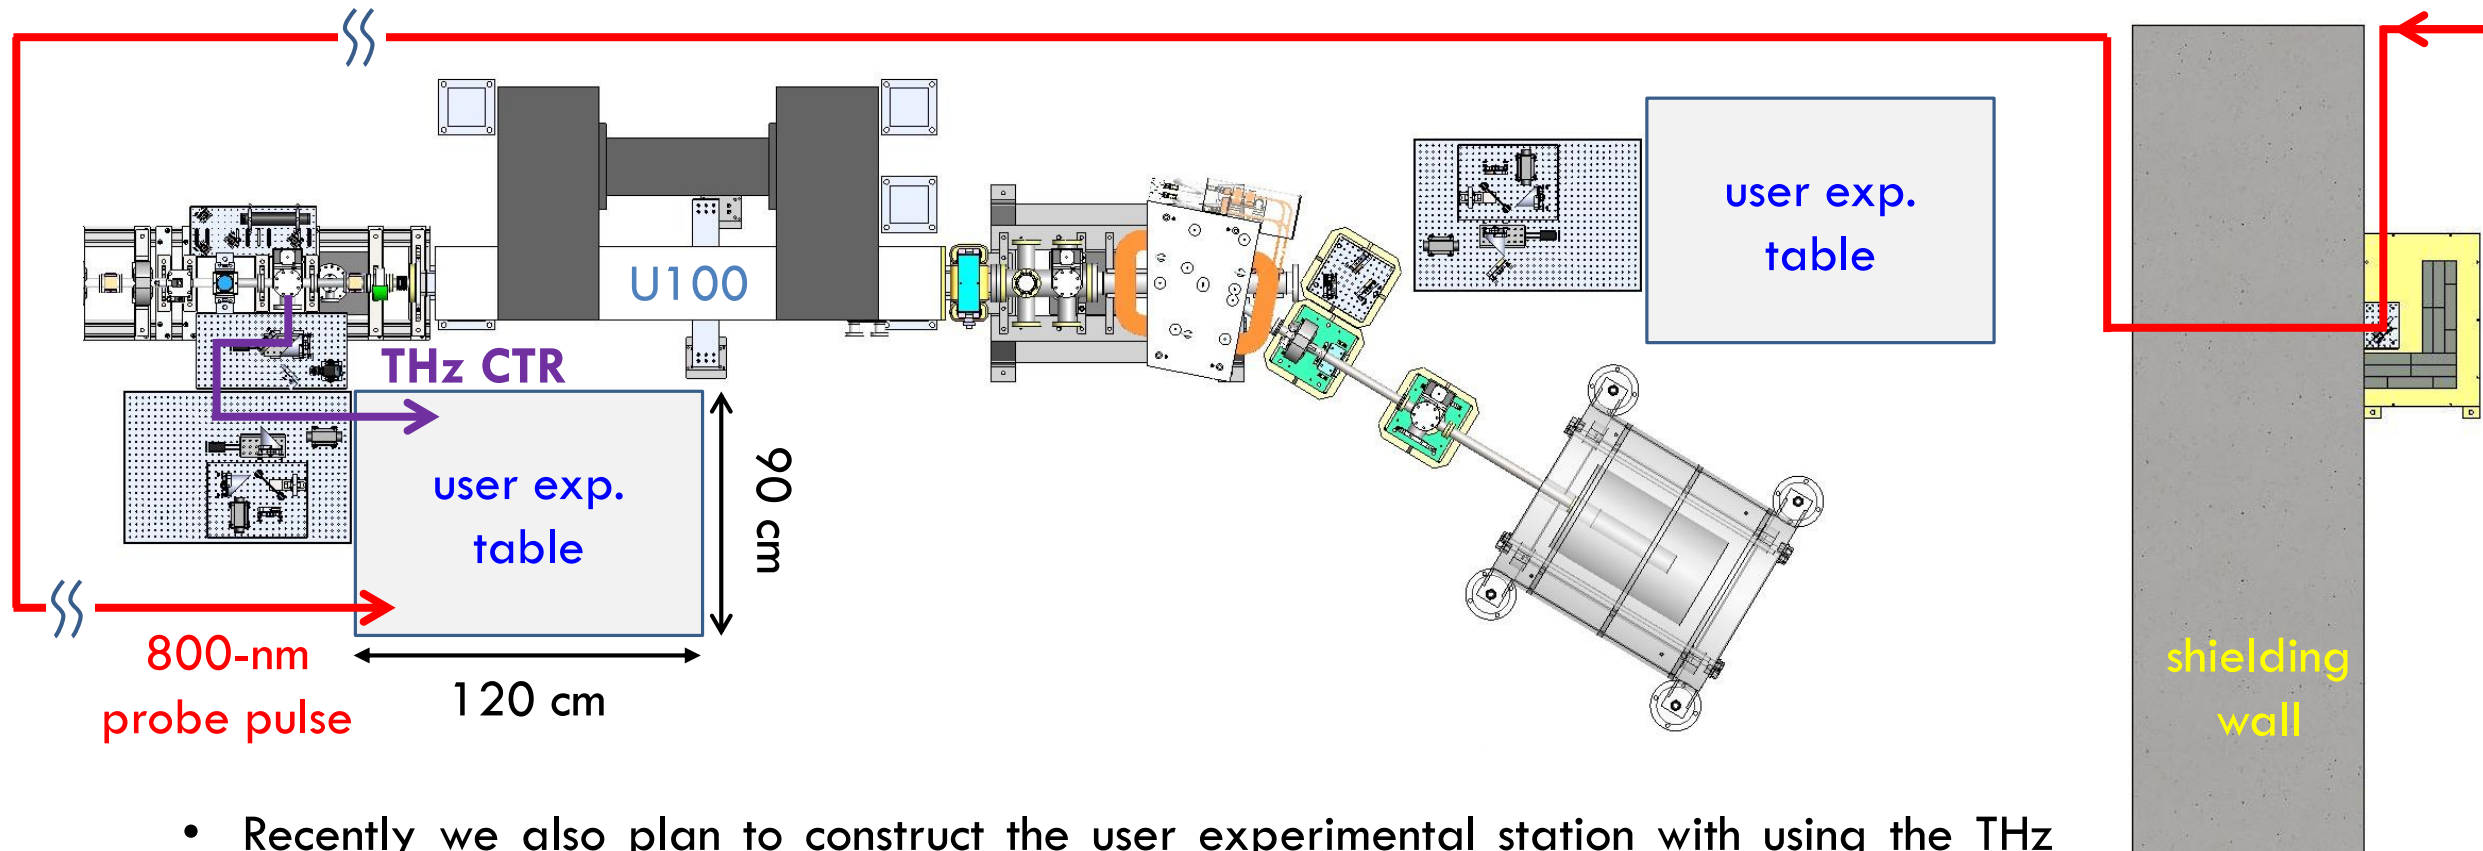 user exp.
table
U100
THz CTR
user exp.
table
90 cm
800-nm
probe pulse
120 cm
shielding
wall
• Recently we also plan to construct the user experimental station with using the THz